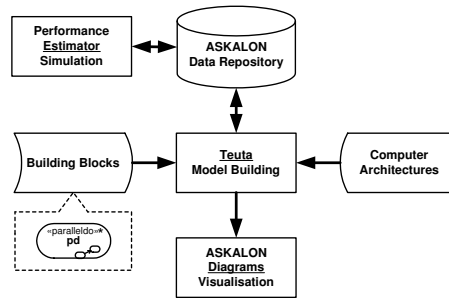 Performance
Estimator
Simulation
ASKALON
Data Repository
Building Blocks
Teuta
Model Building
Computer
Architectures
«paralleldo»*
pd
ASKALON
Diagrams
Visualisation